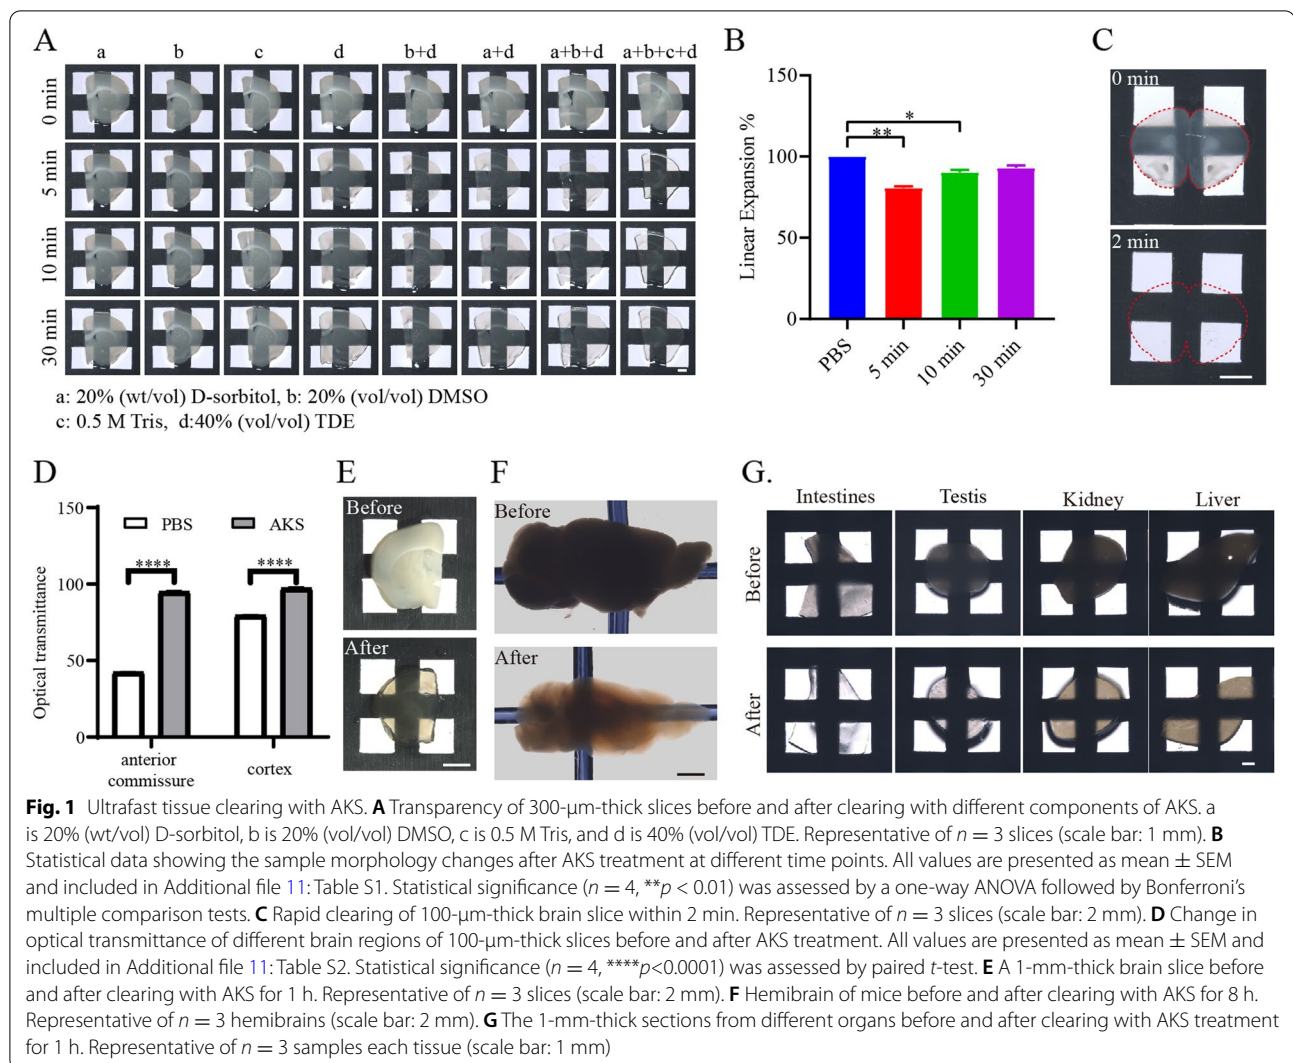 A
a b c d b+d a+d a+b+d a+b+c+d
0 min
5 min
10 min
30 min
a: 20% (wt/vol) D-sorbitol, b: 20% (vol/vol) DMSO
c: 0.5 M Tris, d:40% (vol/vol) TDE
B
Linear Expansion %
150
100
50
0
**
*
PBS
5 min
10 min
30 min
C
0 min
2 min
D
Optical transmittance
150
100
50
0
PBS AKS
**** ****
anterior
commissure
cortex
E
Before
After
F
Before
After
G.
Intestines Testis Kidney Liver
Before
After
Fig. 1 Ultrafast tissue clearing with AKS. A Transparency of 300-μm-thick slices before and after clearing with different components of AKS. a
is 20% (wt/vol) D-sorbitol, b is 20% (vol/vol) DMSO, c is 0.5 M Tris, and d is 40% (vol/vol) TDE. Representative of n = 3 slices (scale bar: 1 mm). B
Statistical data showing the sample morphology changes after AKS treatment at different time points. All values are presented as mean ± SEM
and included in Additional file 11: Table S1. Statistical significance (n = 4, **p < 0.01) was assessed by a one-way ANOVA followed by Bonferroni's
multiple comparison tests. C Rapid clearing of 100-μm-thick brain slice within 2 min. Representative of n = 3 slices (scale bar: 2 mm). D Change in
optical transmittance of different brain regions of 100-μm-thick slices before and after AKS treatment. All values are presented as mean ± SEM and
included in Additional file 11: Table S2. Statistical significance (n = 4, ****p<0.0001) was assessed by paired t-test. E A 1-mm-thick brain slice before
and after clearing with AKS for 1 h. Representative of n = 3 slices (scale bar: 2 mm). F Hemibrain of mice before and after clearing with AKS for 8 h.
Representative of n = 3 hemibrains (scale bar: 2 mm). G The 1-mm-thick sections from different organs before and after clearing with AKS treatment
for 1 h. Representative of n = 3 samples each tissue (scale bar: 1 mm)